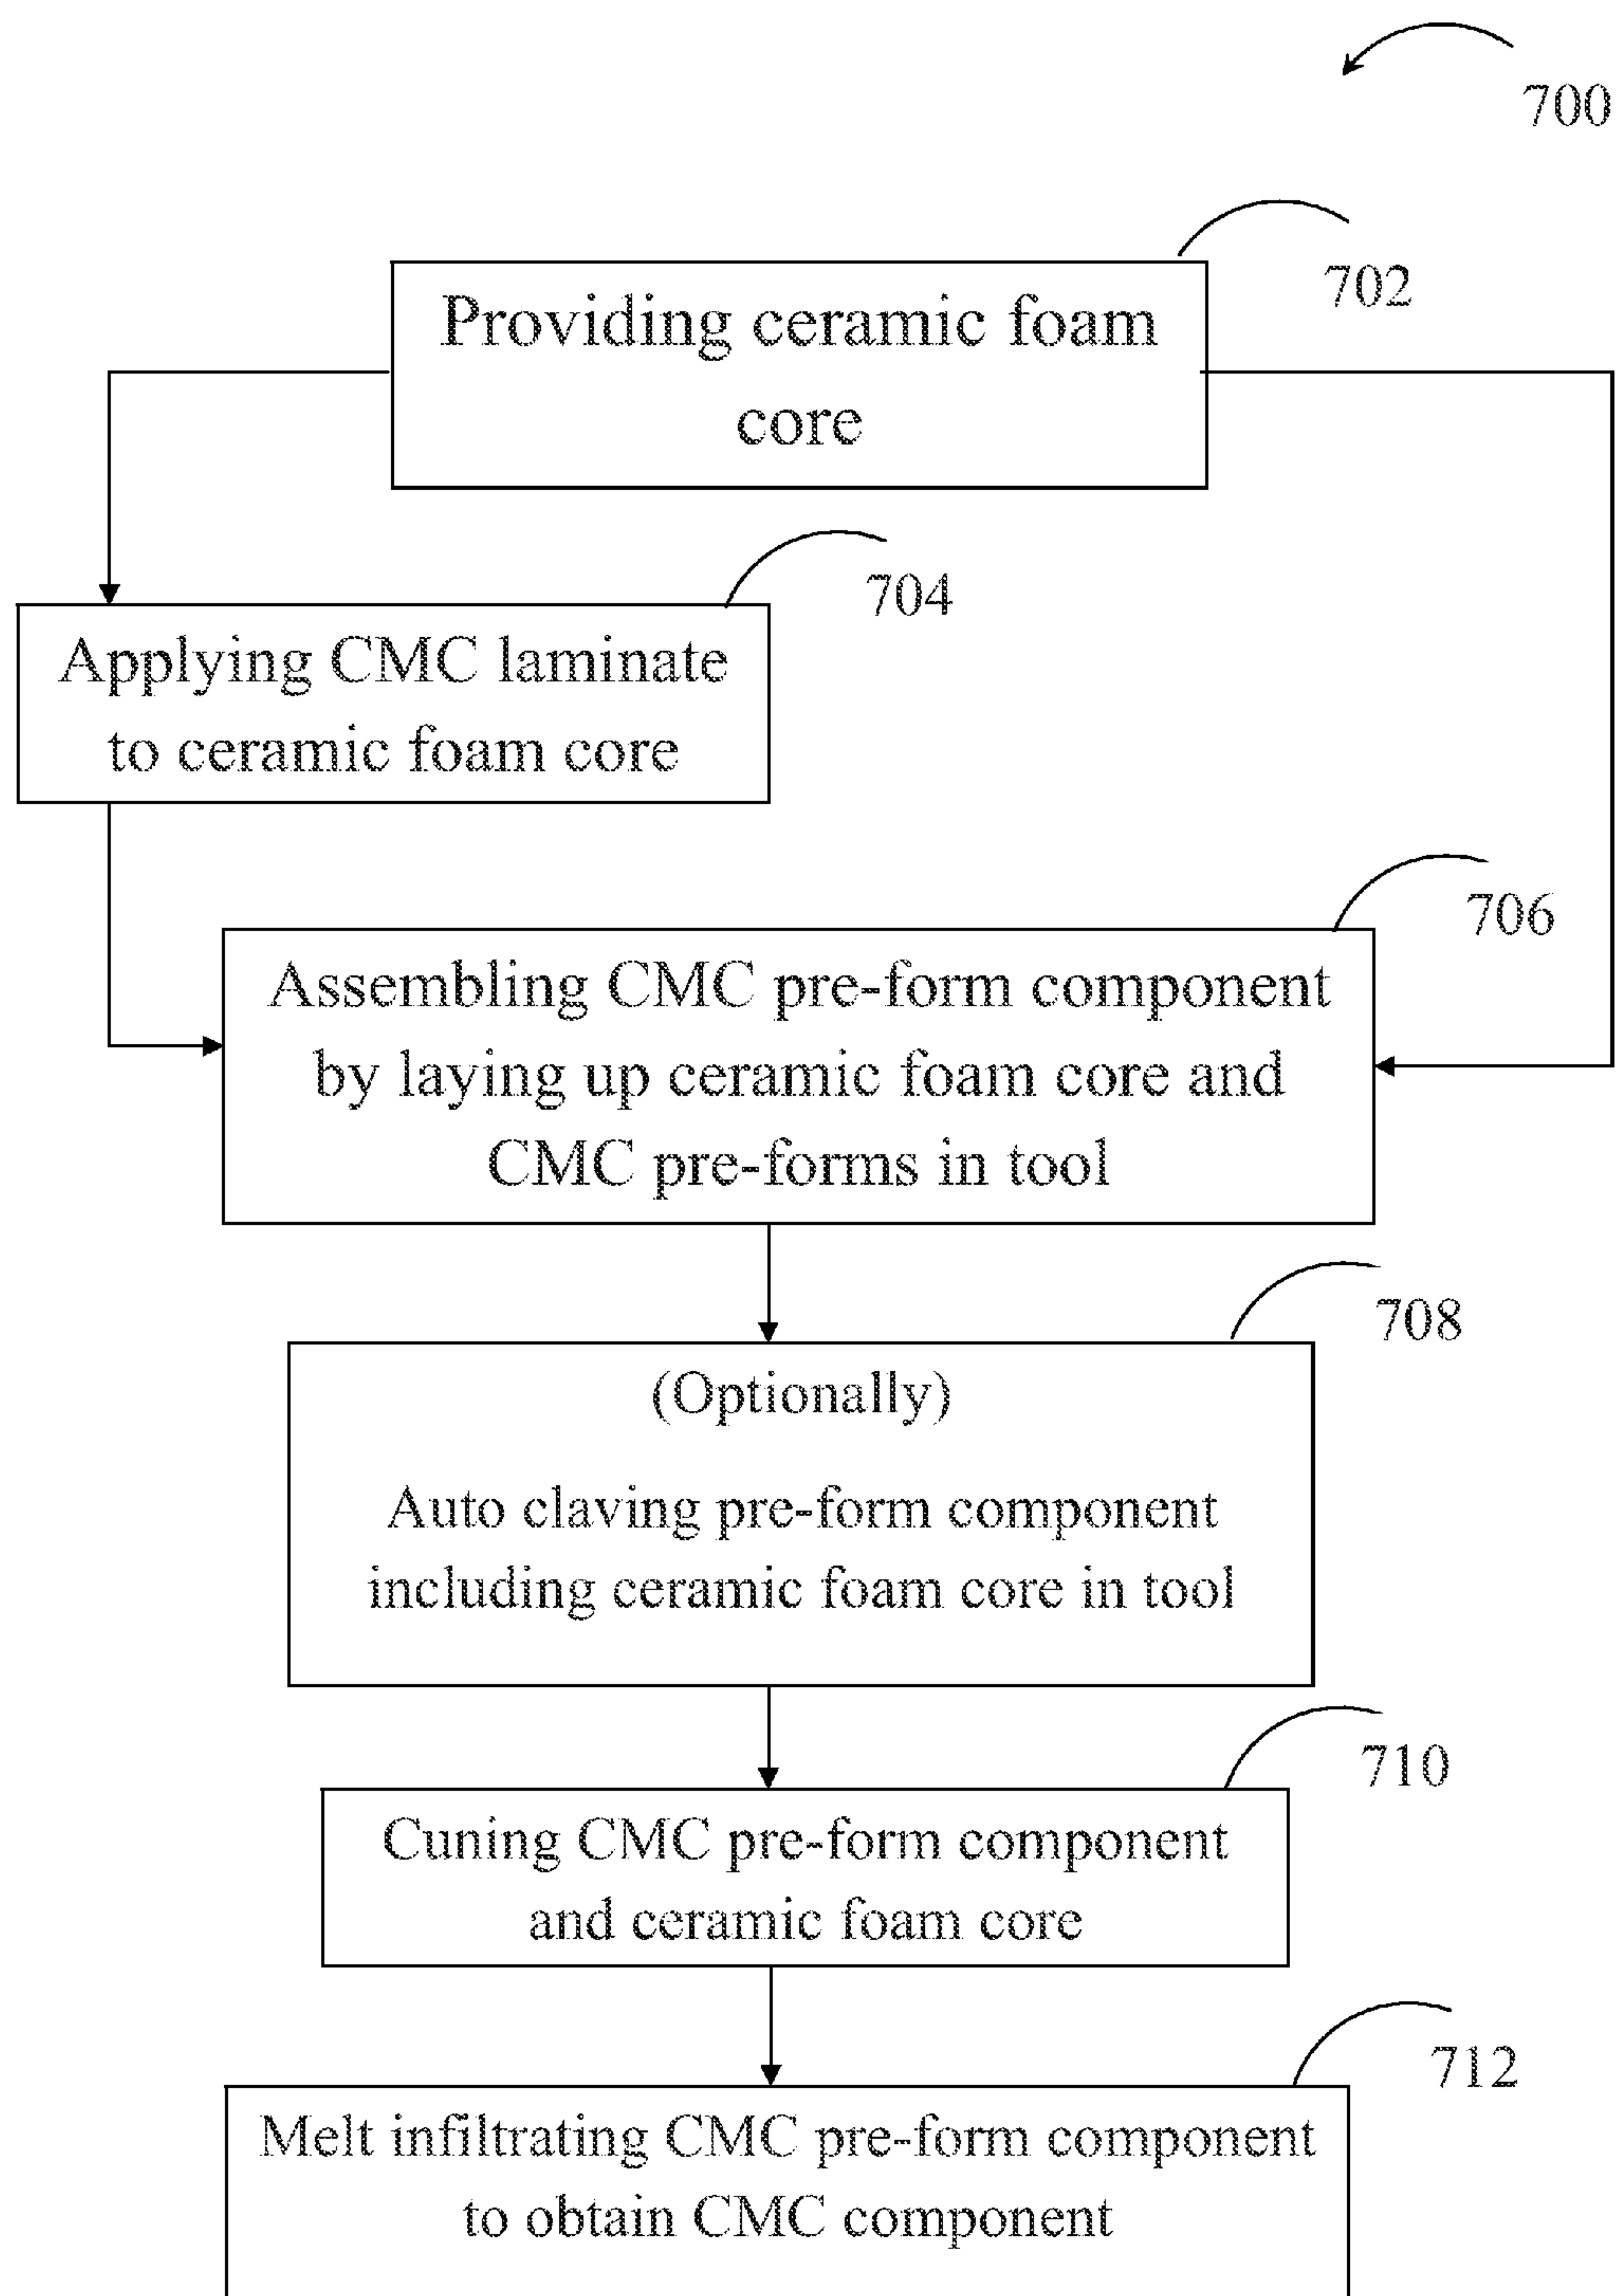 700
702
Providing ceramic foam
core
704
Applying CMC laminate
to ceramic foam core
706
Assembling CMC pre-form component
by laying up ceramic foam core and
CMC pre-forms in tool
708
(Optionally)
Auto claving pre-form component
including ceramic foam core in tool
710
Cuning CMC pre-form component
and ceramic foam core
712
Melt infiltrating CMC pre-form component
to obtain CMC component